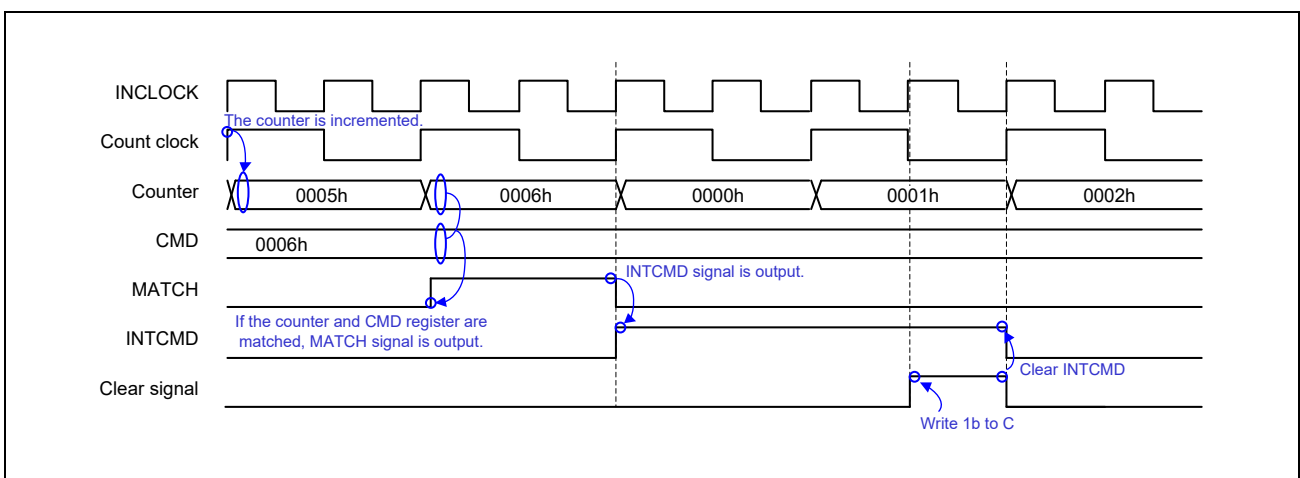 INCLOCK
The counter is incremented.
Count clock
Counter 0005h 0006h 0000h 0001h 0002h
CMD 0006h
INTCMD signal is output.
MATCH
If the counter and CMD register are
matched, MATCH signal is output.
INTCMD
Clear INTCMD
Clear signal
Write 1b to C